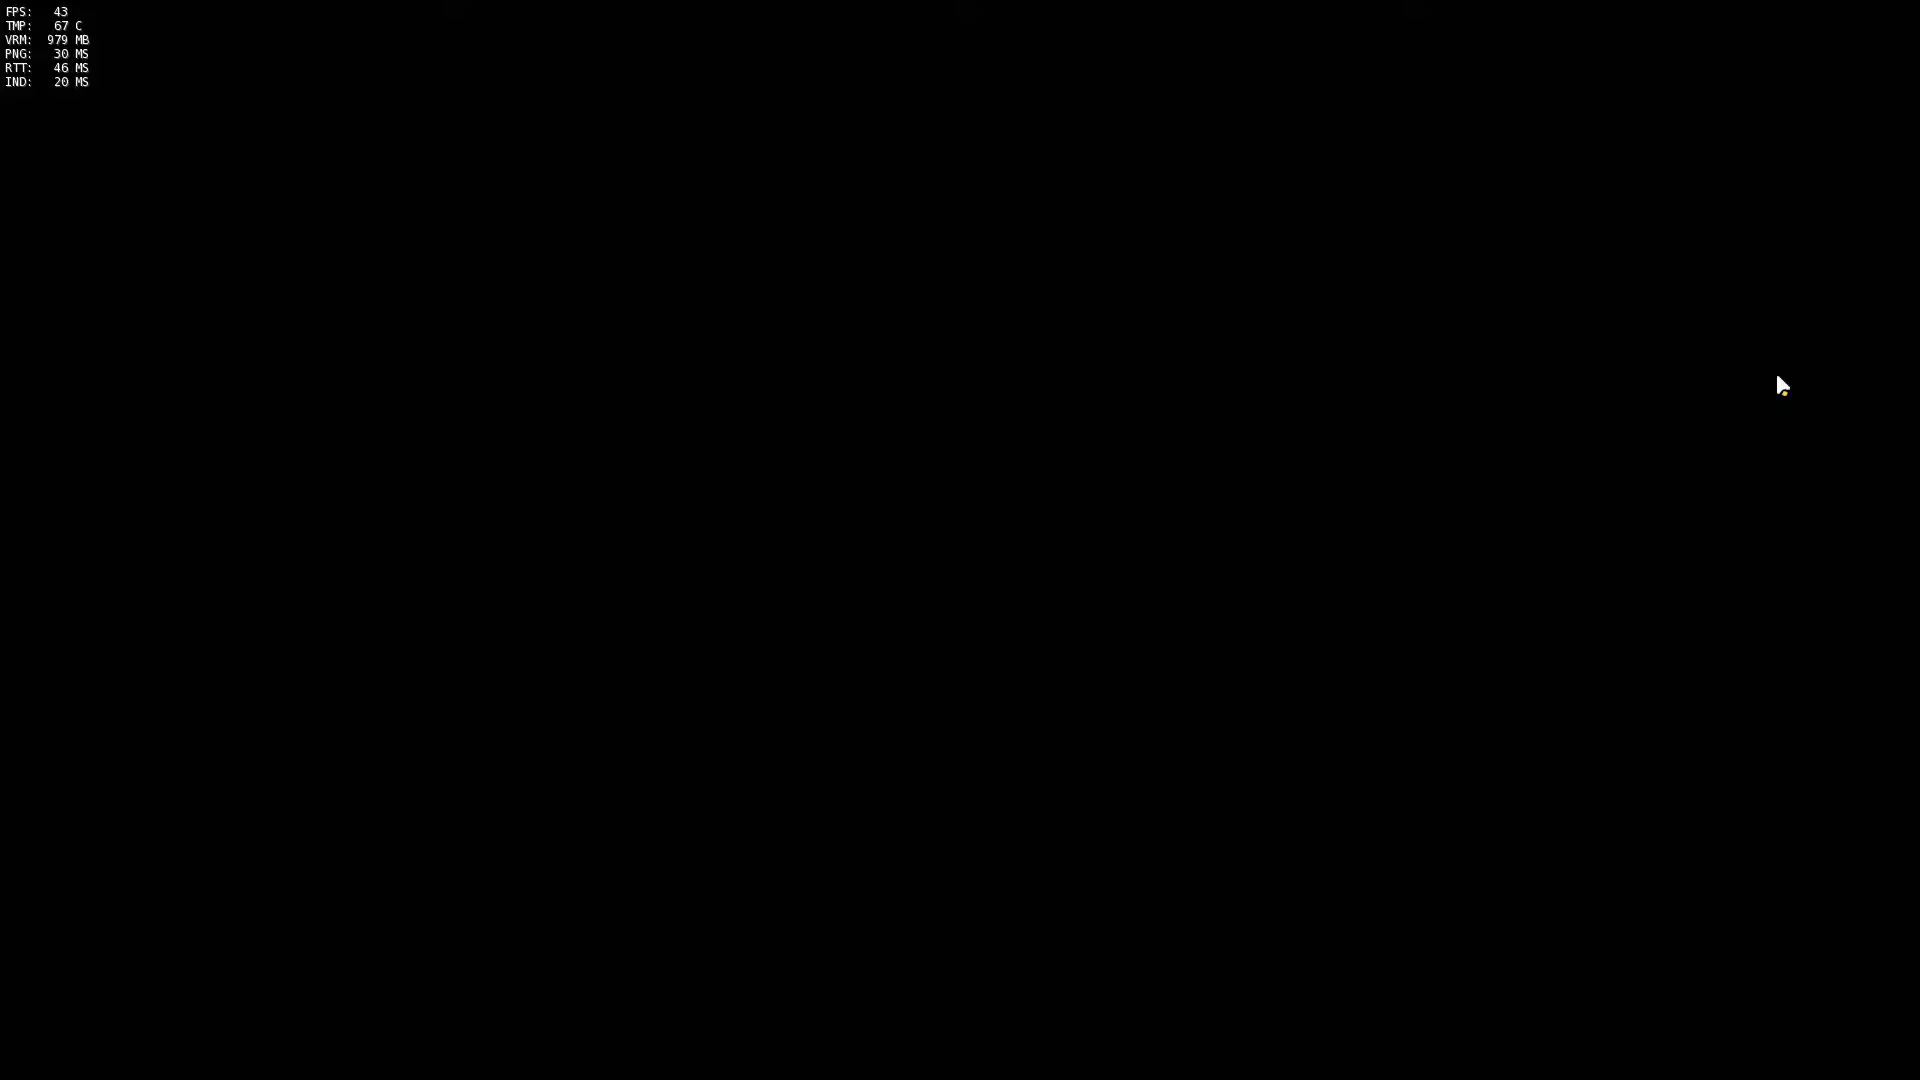 FPS: 43
TMP: 67 C
VRM: 979 MB
PNG: 30 MS
RTT: 46 MS
IND: 20 MS